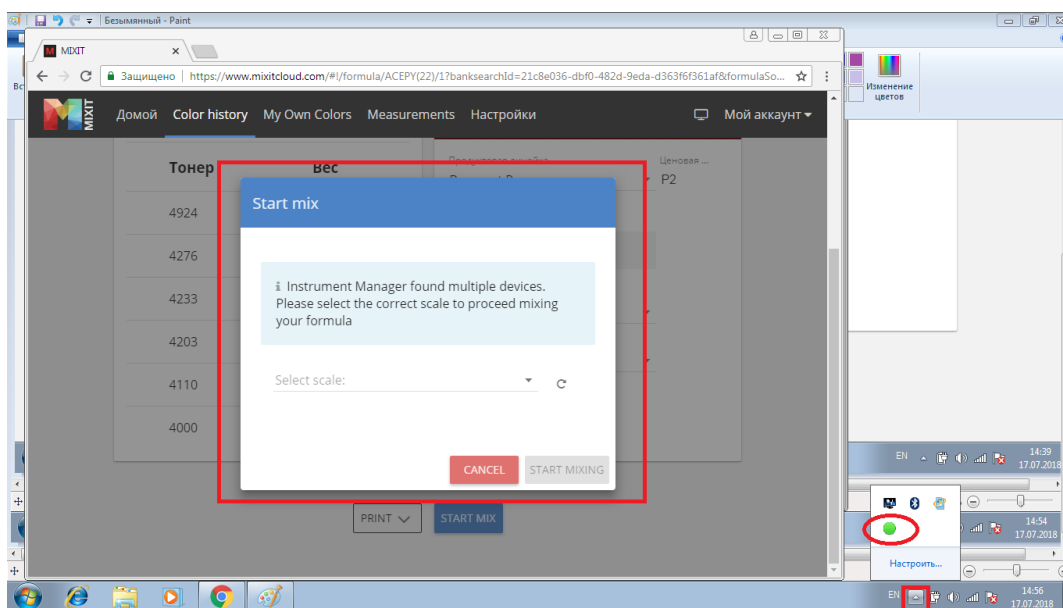 Безымянный - Paint
MIXIT
Защищено | https://www.mixitcloud.com/#!/formula/ACEPY(22)/1?banksearchId=21c8e036-dbf0-482d-9eda-d363f6f361af&formulaSo...
MIXIT Домой Color history My Own Colors Measurements Настройки Мой аккаунт
Изменение
цветов
Тонер Вес
Ценовая ...
P2
4924
4276
4233
4203
4110
4000
Start mix
Instrument Manager found multiple devices.
Please select the correct scale to proceed mixing
your formula
Select scale:
CANCEL START MIXING
PRINT START MIX
EN 14:39
17.07.2018
14:54
17.07.2018
Настроить...
EN 14:56
17.07.2018